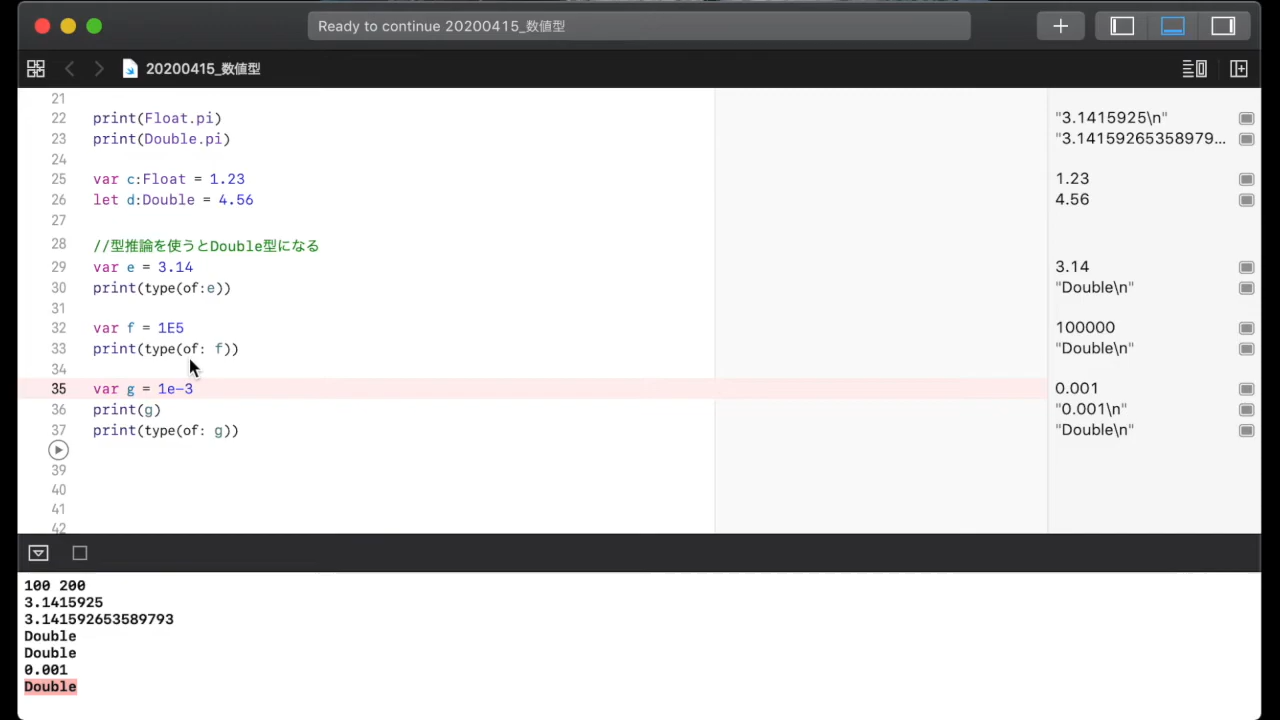 Ready to continue 20200415_数値型
20200415_数値型
21
22 print(Float.pi) "3.1415925\n"
23 print(Double.pi) "3.14159265358979...
24
25 var c:Float = 1.23 1.23
26 let d:Double = 4.56 4.56
27
28 //型推論を使うとDouble型になる
29 var e = 3.14 3.14
30 print(type(of:e)) "Double\n"
31
32 var f = 1E5 100000
33 print(type(of: f)) "Double\n"
34
35 var g = 1e-3 0.001
36 print(g) "0.001\n"
37 print(type(of: g)) "Double\n"
39
40
41
42
100 200
3.1415925
3.141592653589793
Double
Double
0.001
Double